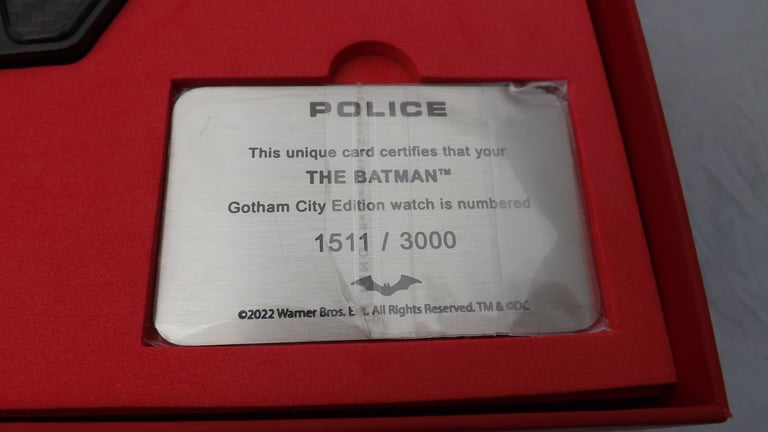 POLICE
This unique card certifies that your
THE BATMAN™
Gotham City Edition watch is numbered
1511 / 3000
©2022 Warner Bros. Ent. All Rights Reserved. TM & ©DC